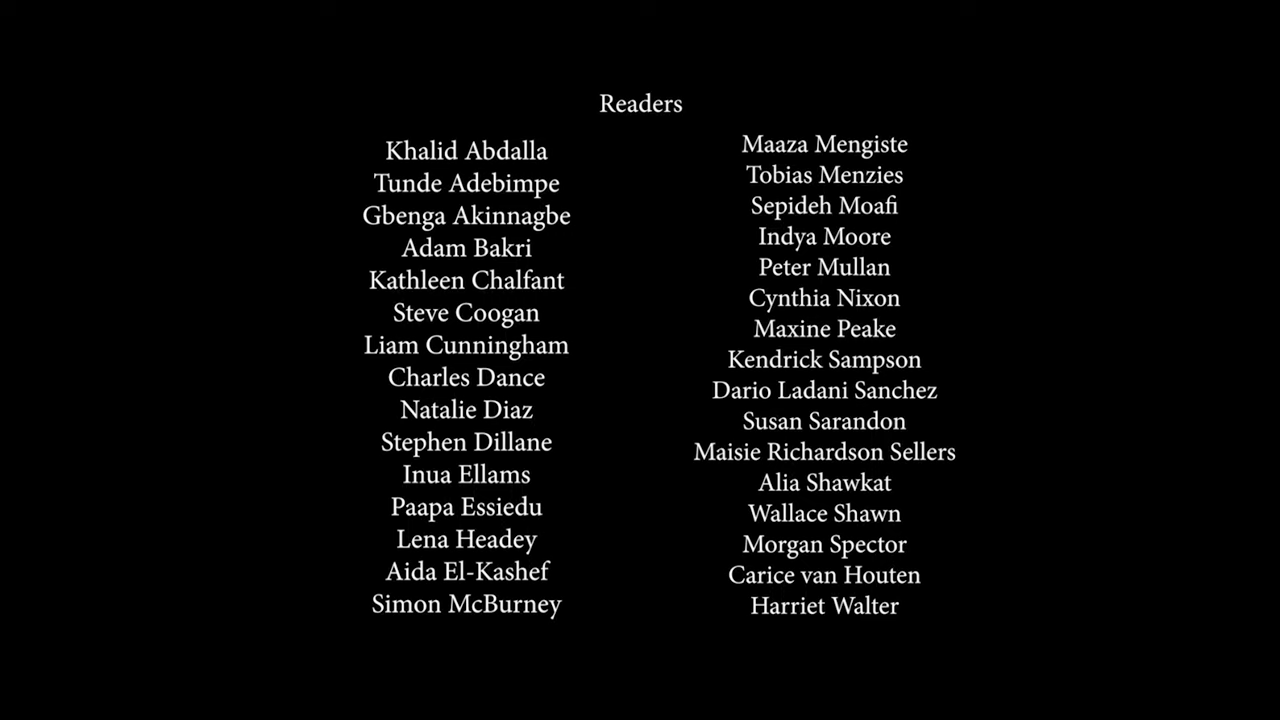 Readers
Khalid Abdalla
Tunde Adebimpe
Gbenga Akinnagbe
Adam Bakri
Kathleen Chalfant
Steve Coogan
Liam Cunningham
Charles Dance
Natalie Diaz
Stephen Dillane
Inua Ellams
Paapa Essiedu
Lena Headey
Aida El-Kashef
Simon McBurney
Maaza Mengiste
Tobias Menzies
Sepideh Moafi
Indya Moore
Peter Mullan
Cynthia Nixon
Maxine Peake
Kendrick Sampson
Dario Ladani Sanchez
Susan Sarandon
Maisie Richardson Sellers
Alia Shawkat
Wallace Shawn
Morgan Spector
Carice van Houten
Harriet Walter